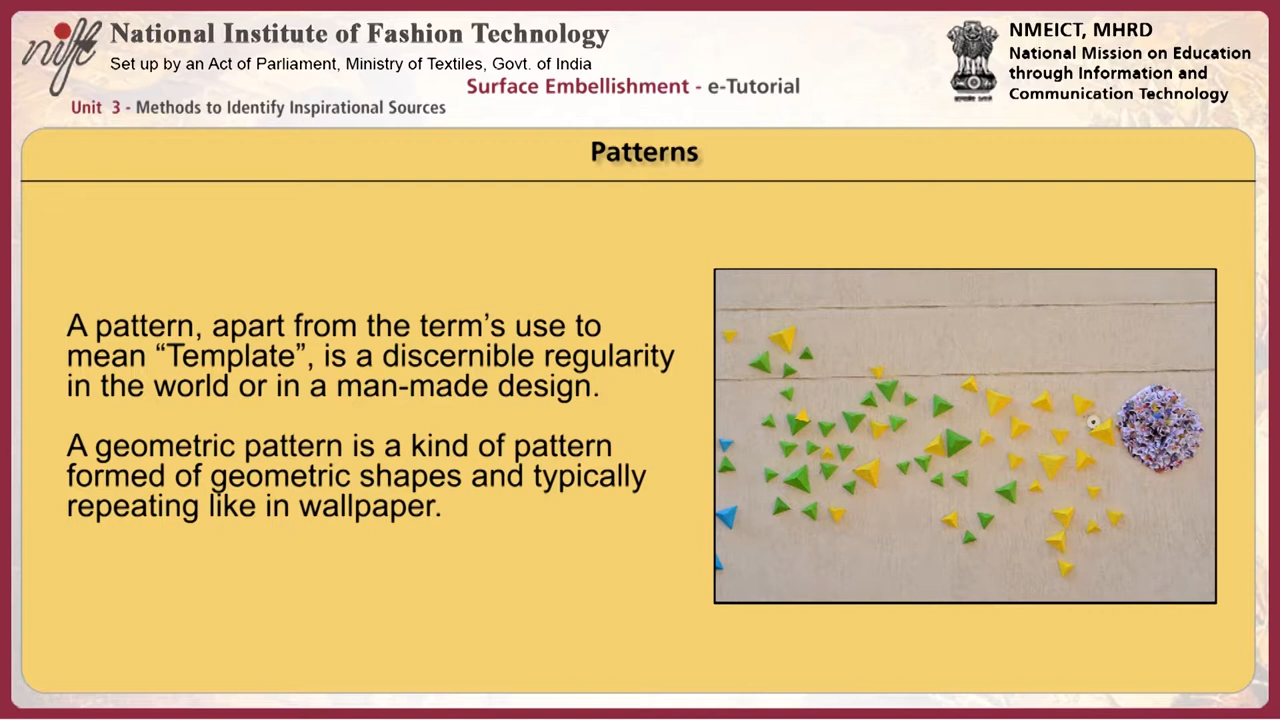 nift
National Institute of Fashion Technology
Set up by an Act of Parliament, Ministry of Textiles, Govt. of India
Surface Embellishment - e-Tutorial
Unit 3 - Methods to Identify Inspirational Sources
NMEICT, MHRD
National Mission on Education
through Information and
Communication Technology
Patterns
A pattern, apart from the term’s use to
mean “Template”, is a discernible regularity
in the world or in a man-made design.
A geometric pattern is a kind of pattern
formed of geometric shapes and typically
repeating like in wallpaper.